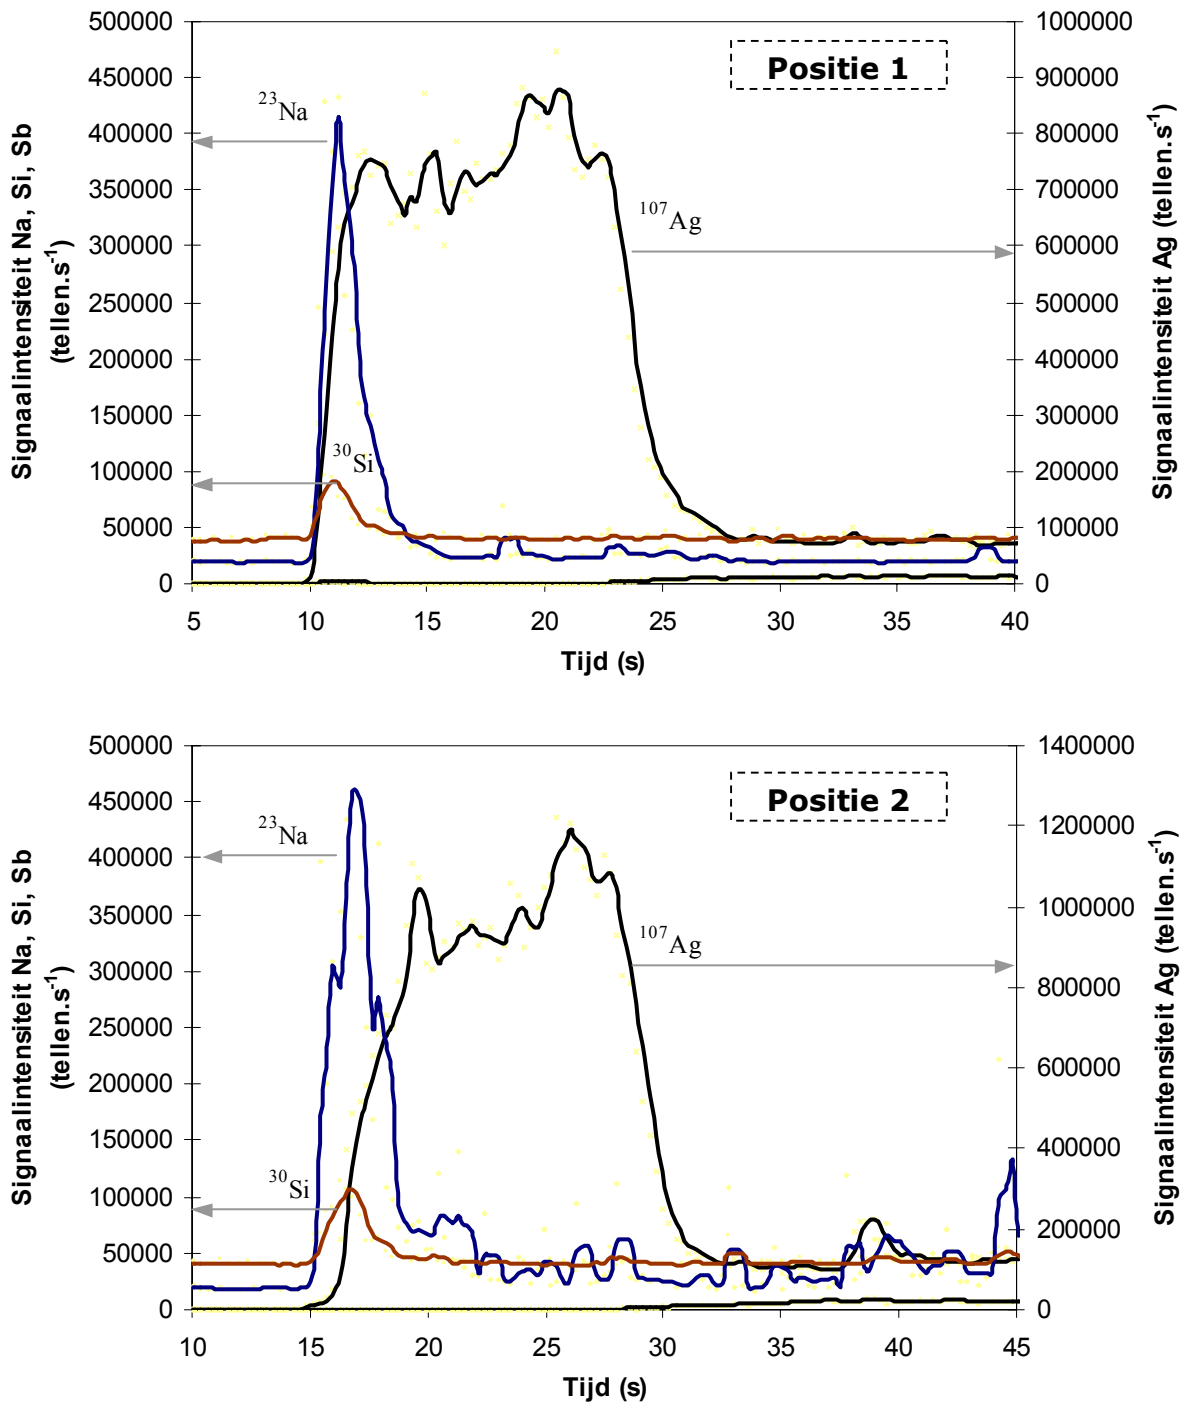 Positie 1
Signaalintensiteit Na, Si, Sb
(tellen.s⁻¹)
500000
450000
400000
350000
300000
250000
200000
150000
100000
50000
0
²³Na
³⁰Si
¹⁰⁷Ag
1000000
900000
800000
700000
600000
500000
400000
300000
200000
100000
0
Signaalintensiteit Ag (tellen.s⁻¹)
5 10 15 20 25 30 35 40
Tijd (s)
Positie 2
Signaalintensiteit Na, Si, Sb
(tellen.s⁻¹)
500000
450000
400000
350000
300000
250000
200000
150000
100000
50000
0
²³Na
³⁰Si
¹⁰⁷Ag
1400000
1200000
1000000
800000
600000
400000
200000
0
Signaalintensiteit Ag (tellen.s⁻¹)
10 15 20 25 30 35 40 45
Tijd (s)